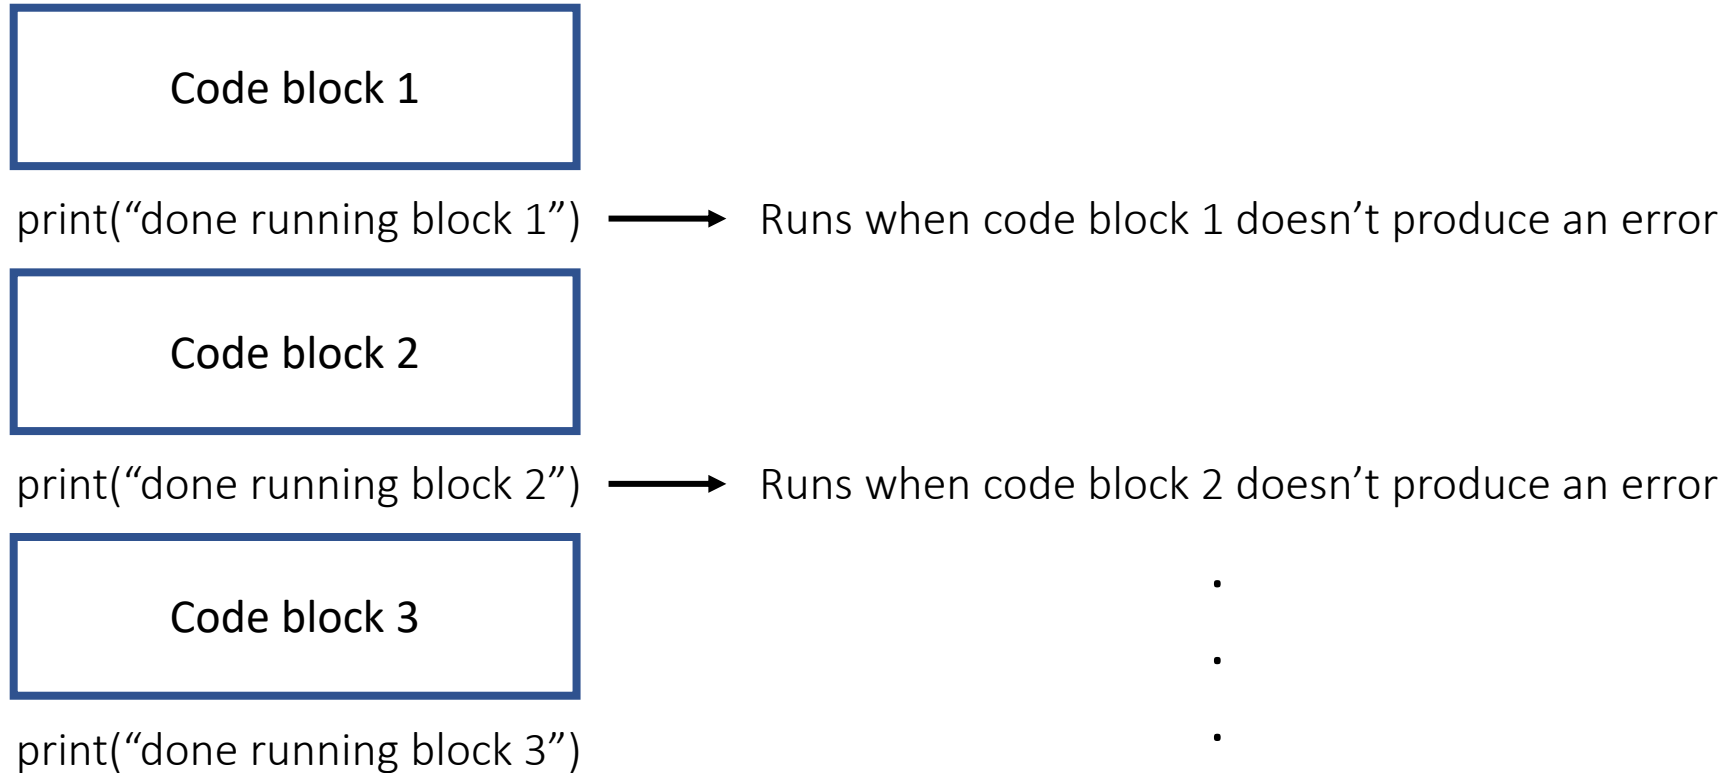 Code block 1
print(“done running block 1”) Runs when code block 1 doesn’t produce an error
Code block 2
print(“done running block 2”) Runs when code block 2 doesn’t produce an error
.
Code block 3
.
print(“done running block 3”)
.